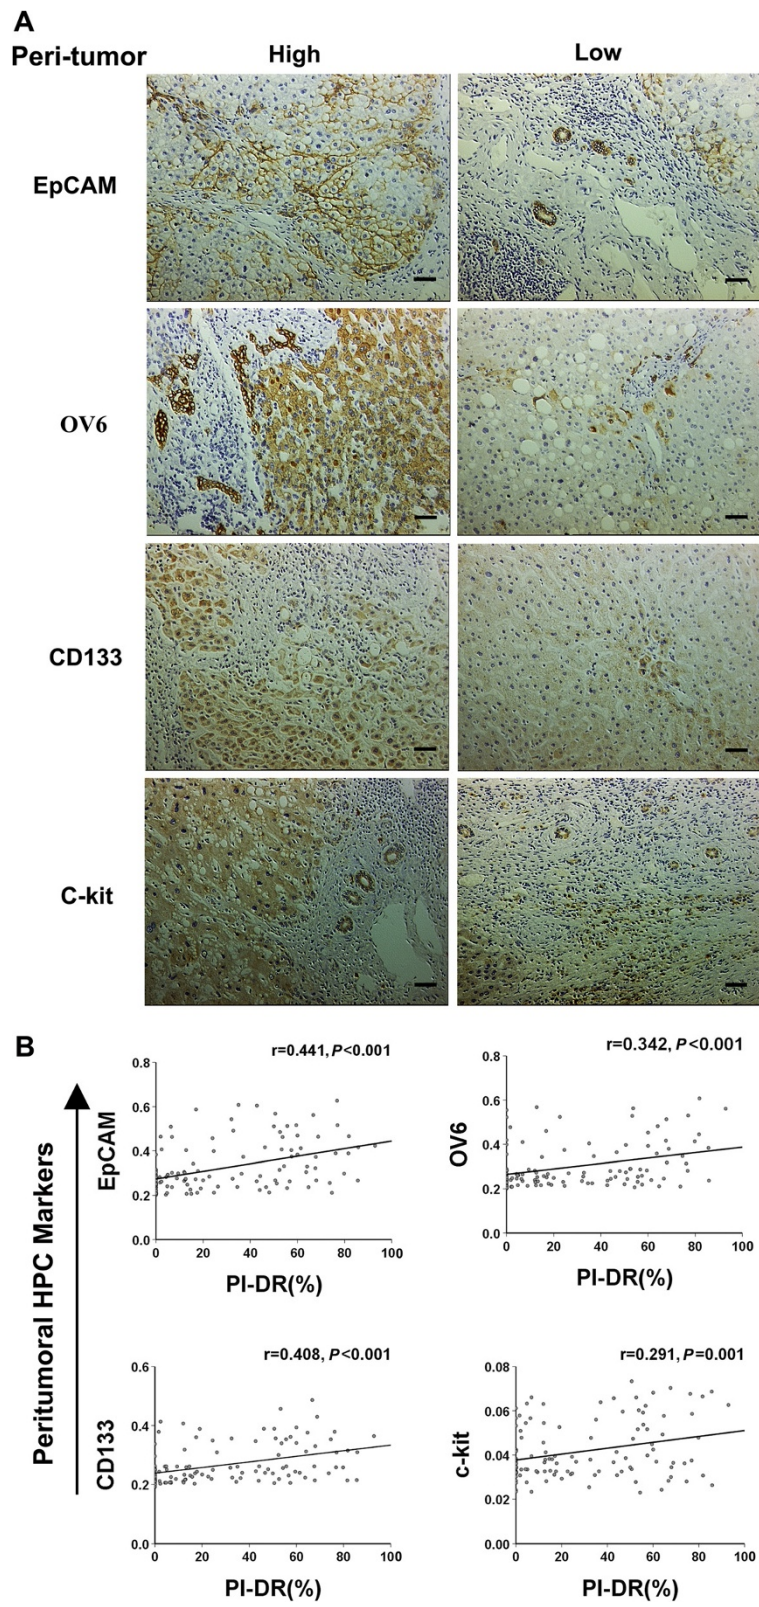 A
Peri-tumor
High
Low
EpCAM
OV6
CD133
C-kit
B
Peritumoral HPC Markers
r=0.441, P<0.001
EpCAM
0.8
0.6
0.4
0.2
0.0
0 20 40 60 80 100
PI-DR(%)
r=0.342, P<0.001
OV6
0.8
0.6
0.4
0.2
0.0
0 20 40 60 80 100
PI-DR(%)
r=0.408, P<0.001
CD133
0.6
0.4
0.2
0.0
0 20 40 60 80 100
PI-DR(%)
r=0.291, P=0.001
c-kit
0.08
0.06
0.04
0.02
0.00
0 20 40 60 80 100
PI-DR(%)